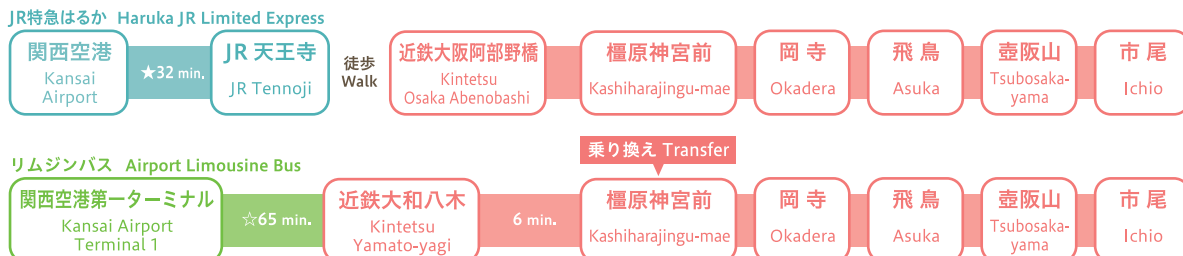 JR特急はるか Haruka JR Limited Express
関西空港
Kansai
Airport
★32 min.
JR 天王寺
JR Tennoji
徒歩
Walk
近鉄大阪阿部野橋
Kintetsu
Osaka Abenobashi
橿原神宮前
Kashiharajingu-mae
岡寺
Okadera
飛鳥
Asuka
壺阪山
Tsubosaka-
yama
市尾
Ichio
リムジンバス Airport Limousine Bus
関西空港第一ターミナル
Kansai Airport
Terminal 1
☆65 min.
近鉄大和八木
Kintetsu
Yamato-yagi
6 min.
乗り換え Transfer
橿原神宮前
Kashiharajingu-mae
岡寺
Okadera
飛鳥
Asuka
壺阪山
Tsubosaka-
yama
市尾
Ichio